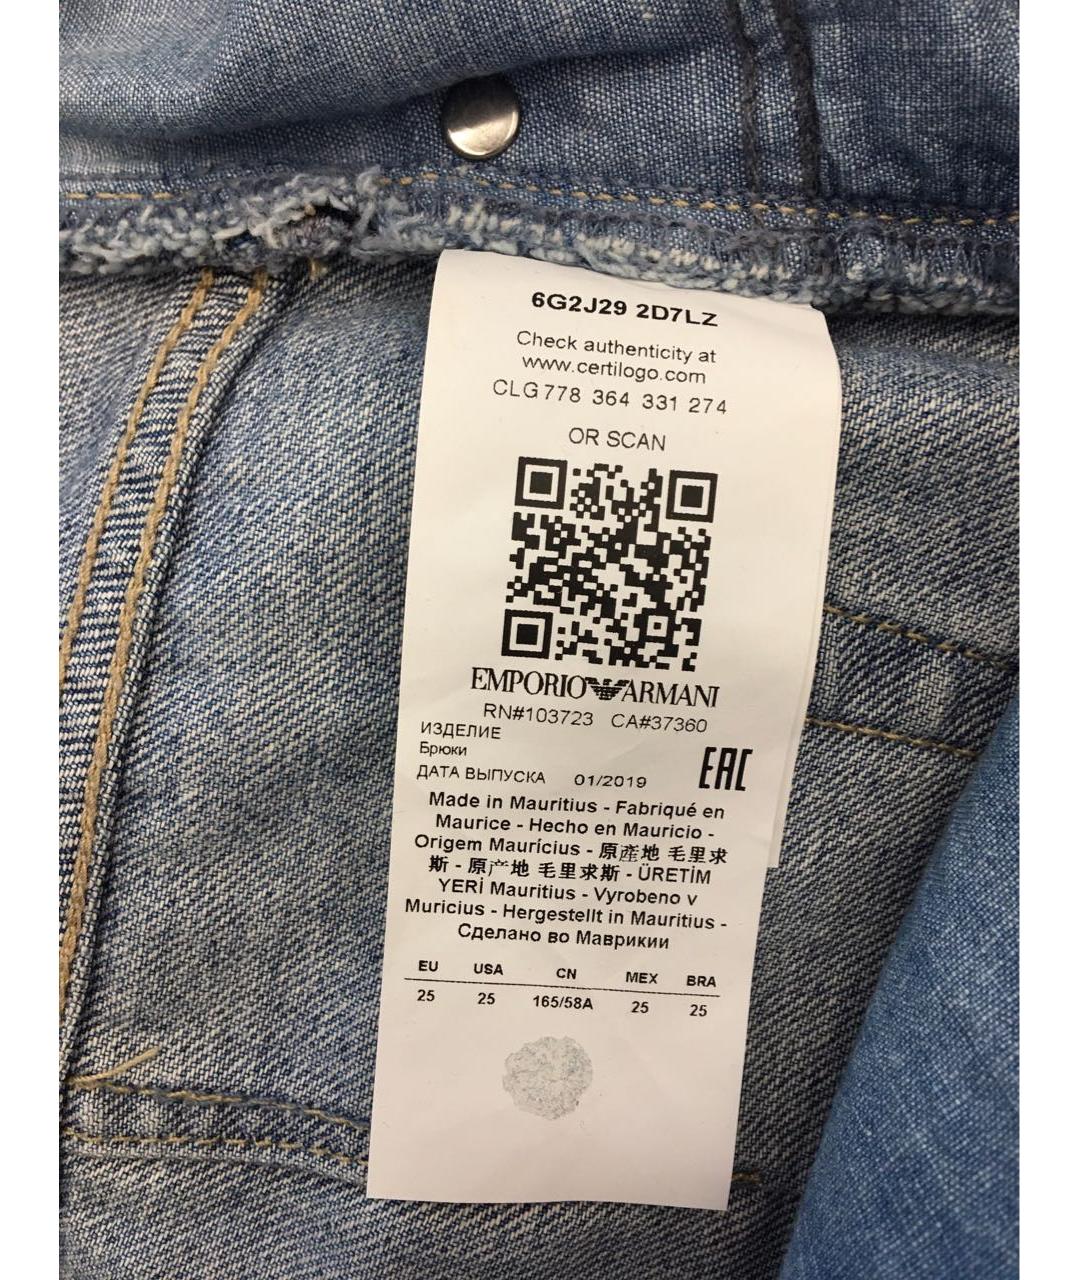 6G2J29 2D7LZ
Check authenticity at
www.certilogo.com
CLG 778 364 331 274
OR SCAN
EMPORIO ARMANI
RN#103723 CA#37360
ИЗДЕЛИЕ
Брюки
ДАТА ВЫПУСКА 01/2019
EAC
Made in Mauritius - Fabriqué en
Maurice - Hecho en Mauricio -
Origem Maurícius - 原產地 毛里求
斯 - 原产地 毛里求斯 - ÜRETİM
YERİ Mauritius - Vyrobeno v
Muricius - Hergestellt in Mauritius -
Сделано во Маврикии
EU USA CN MEX BRA
25 25 165/58A 25 25